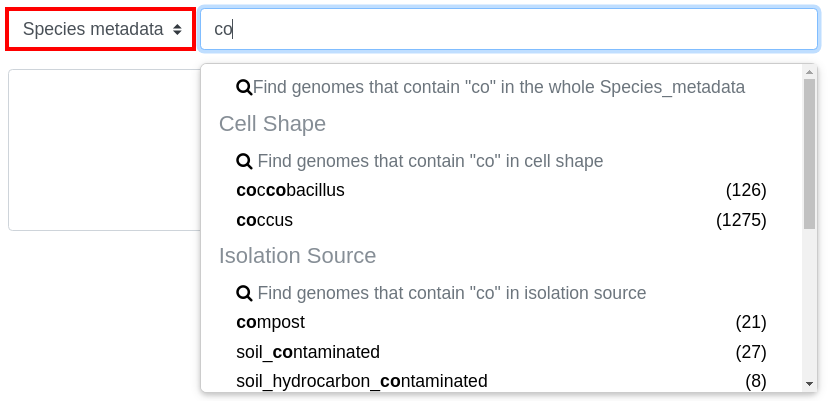 Species metadata
co
Find genomes that contain "co" in the whole Species_metadata
Cell Shape
Find genomes that contain "co" in cell shape
coccobacillus (126)
coccus (1275)
Isolation Source
Find genomes that contain "co" in isolation source
compost (21)
soil_contaminated (27)
soil_hydrocarbon_contaminated (8)